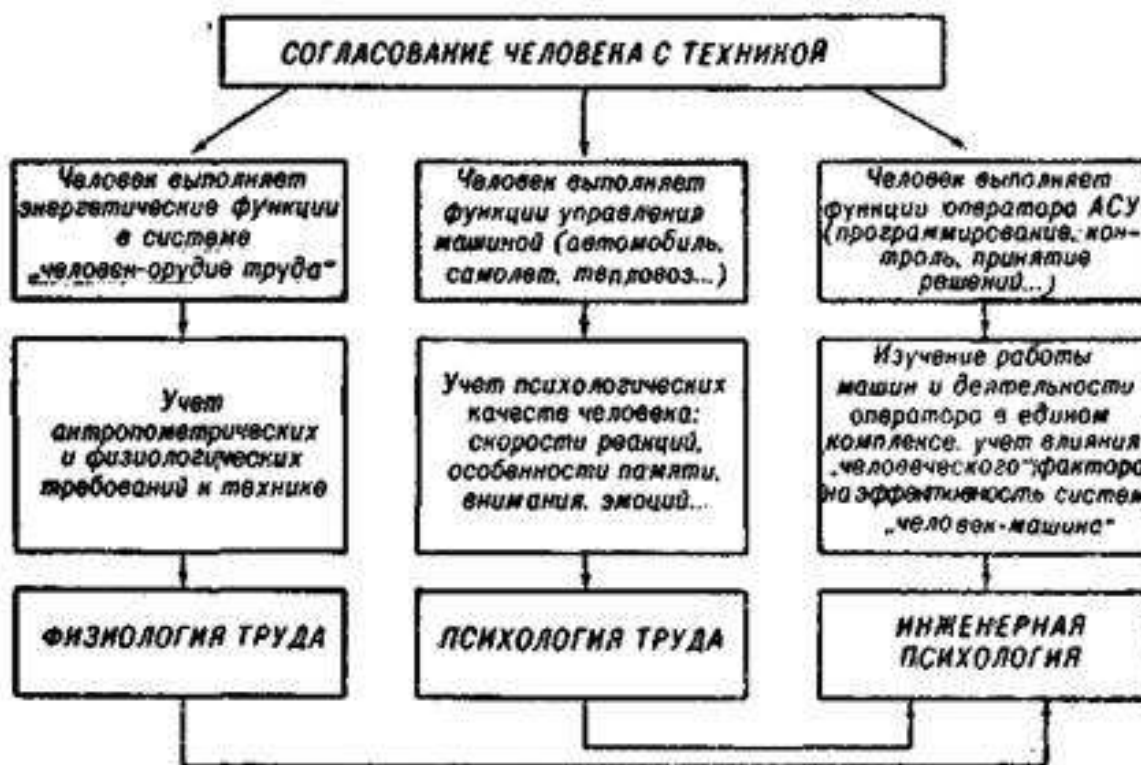 СОГЛАСОВАНИЕ ЧЕЛОВЕКА С ТЕХНИКОЙ
Человек выполняет
энергетические функции
в системе
„человек-орудие труда“
Человек выполняет
функции управления
машиной (автомобиль,
самолет, тепловоз...)
Человек выполняет
функции оператора АСУ
(программирование, кон-
троль, принятие
решений...)
Учет
антропометрических
и физиологических
требований к технике
Учет психологических
качеств человека:
скорости реакций,
особенности памяти,
внимания, эмоций...
Изучение работы
машин и деятельности
оператора в едином
комплексе, учет влияния
„человеческого“ фактора
на эффективность систем
„человек-машина“
ФИЗИОЛОГИЯ ТРУДА
ПСИХОЛОГИЯ ТРУДА
ИНЖЕНЕРНАЯ
ПСИХОЛОГИЯ